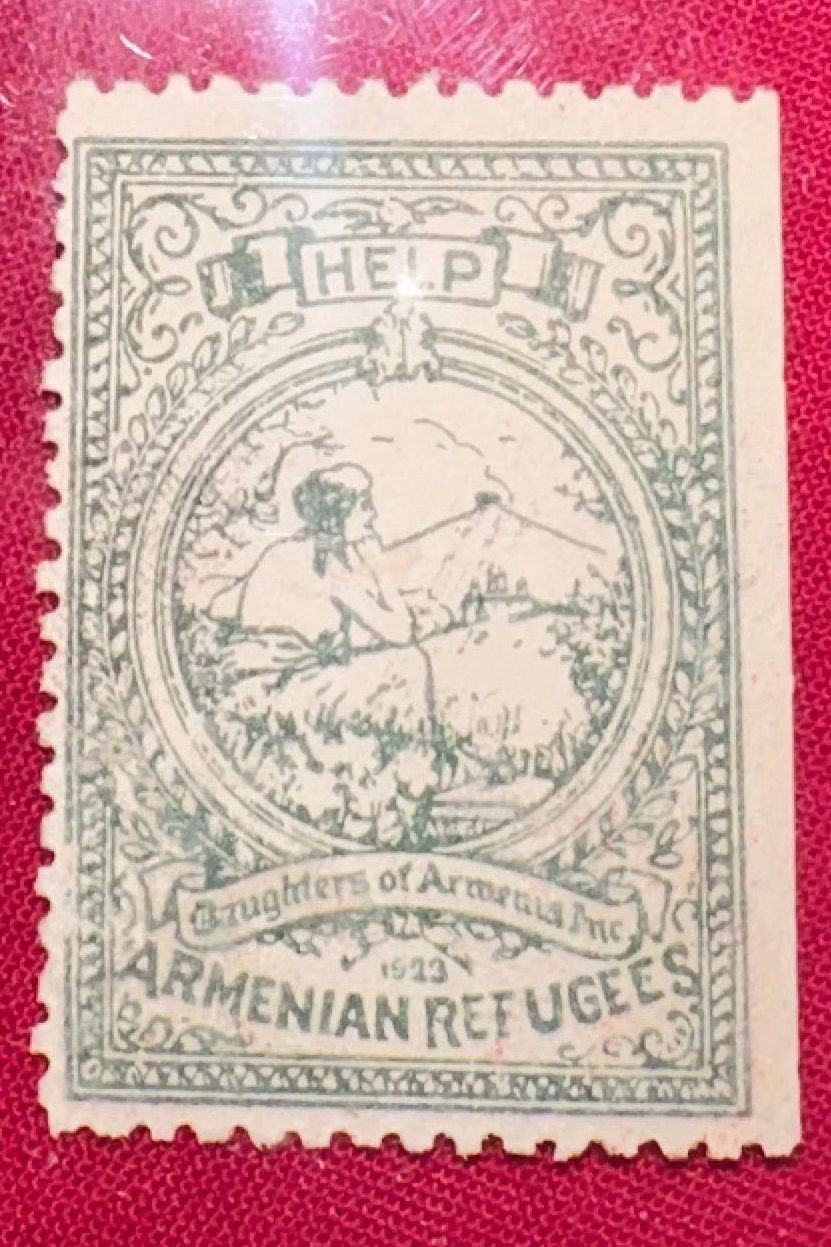 HELP
Daughters of Armenia Inc
1923
ARMENIAN REFUGEES